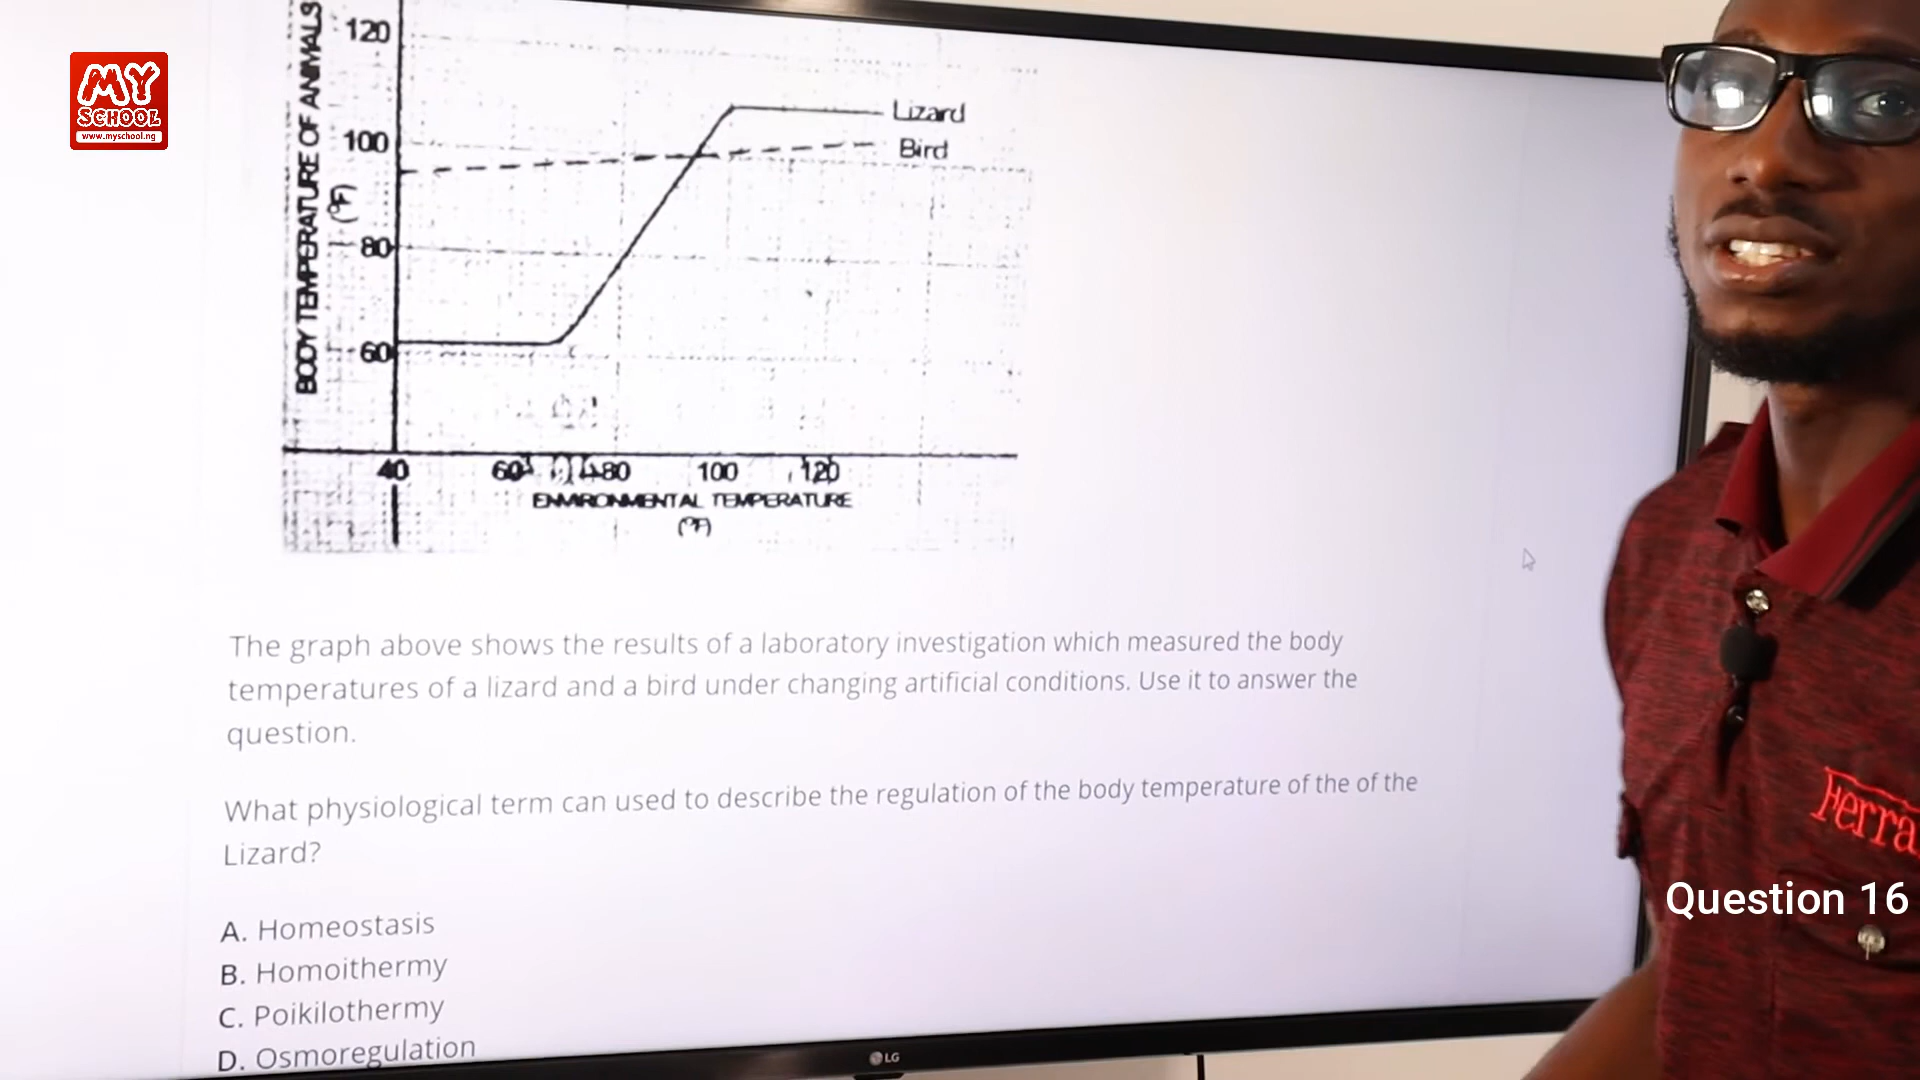 MY
SCHOOL
www.myschool.ng
BODY TEMPERATURE OF ANIMALS
(°F)
120
100
80
60
Lizard
Bird
40 60 80 100 120
ENVIRONMENTAL TEMPERATURE
(°F)
The graph above shows the results of a laboratory investigation which measured the body
temperatures of a lizard and a bird under changing artificial conditions. Use it to answer the
question.
What physiological term can used to describe the regulation of the body temperature of the of the
Lizard?
A. Homeostasis
B. Homoithermy
C. Poikilothermy
D. Osmoregulation
LG
Ferra
Question 16